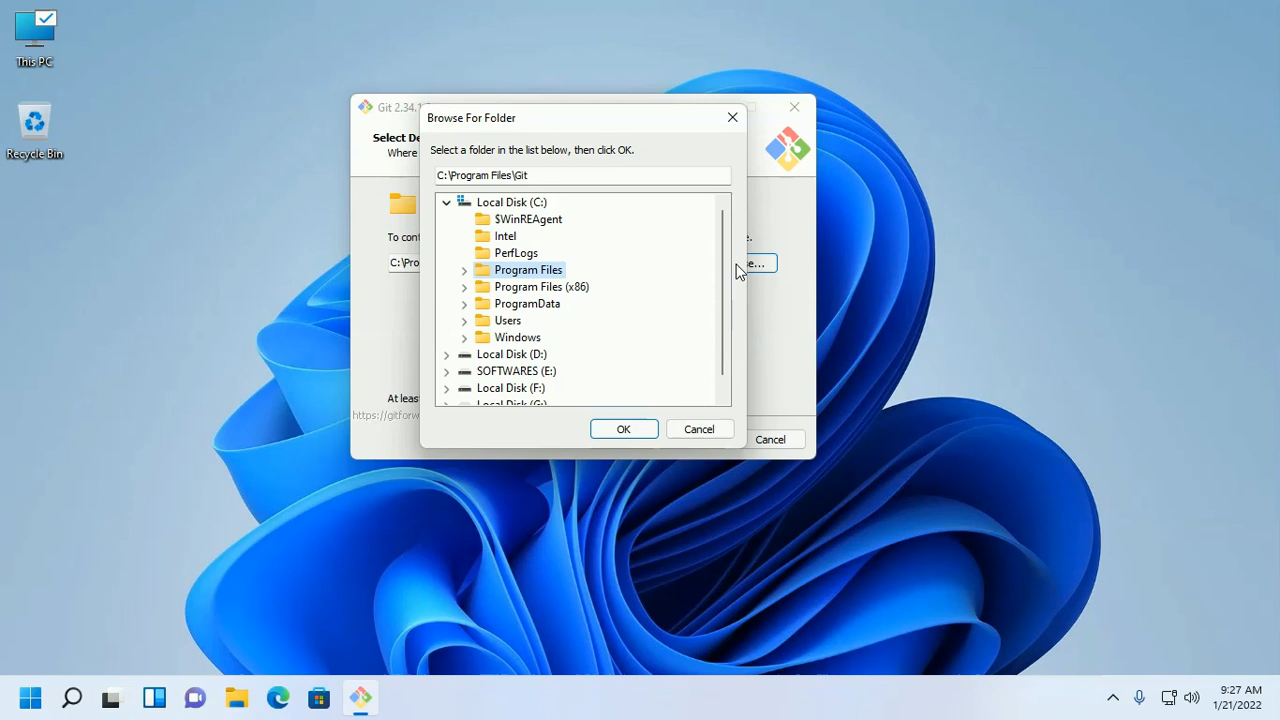 This PC
Recycle Bin
Git 2.34.1
Select De
Where
To cont
C:\Pro
At leas
https://gitforw
e.
e...
Cancel
Browse For Folder
Select a folder in the list below, then click OK.
C:\Program Files\Git
Local Disk (C:)
$WinREAgent
Intel
PerfLogs
Program Files
Program Files (x86)
ProgramData
Users
Windows
Local Disk (D:)
SOFTWARES (E:)
Local Disk (F:)
Local Disk (G:)
OK
Cancel
9:27 AM
1/21/2022